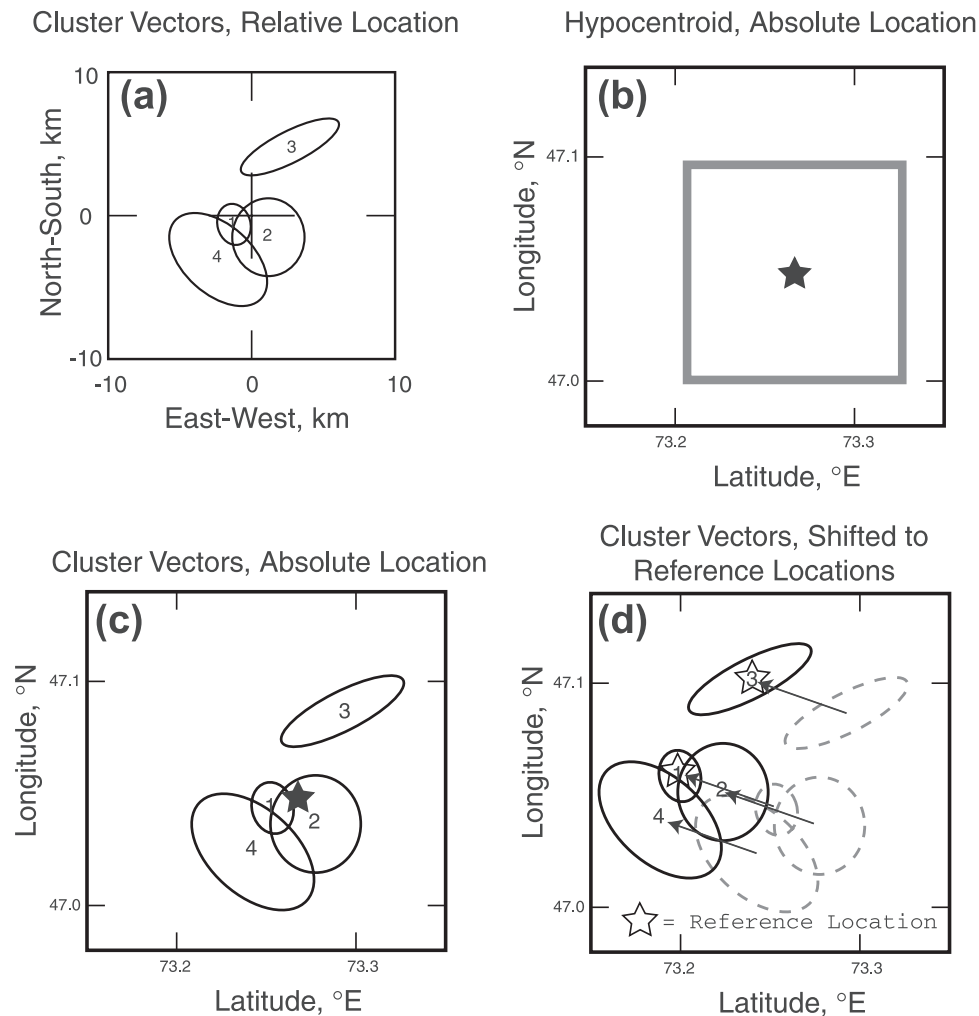 Cluster Vectors, Relative Location
(a)
10
0
-10
-10
0
10
North-South, km
East-West, km
1
2
3
4
Hypocentroid, Absolute Location
(b)
47.1
47.0
73.2
73.3
Longitude, °N
Latitude, °E
Cluster Vectors, Absolute Location
(c)
47.1
47.0
73.2
73.3
Longitude, °N
Latitude, °E
3
1
2
4
Cluster Vectors, Shifted to
Reference Locations
(d)
47.10
47.0
73.2
73.3
Longitude, °N
Latitude, °E
3
1
2
4
= Reference Location